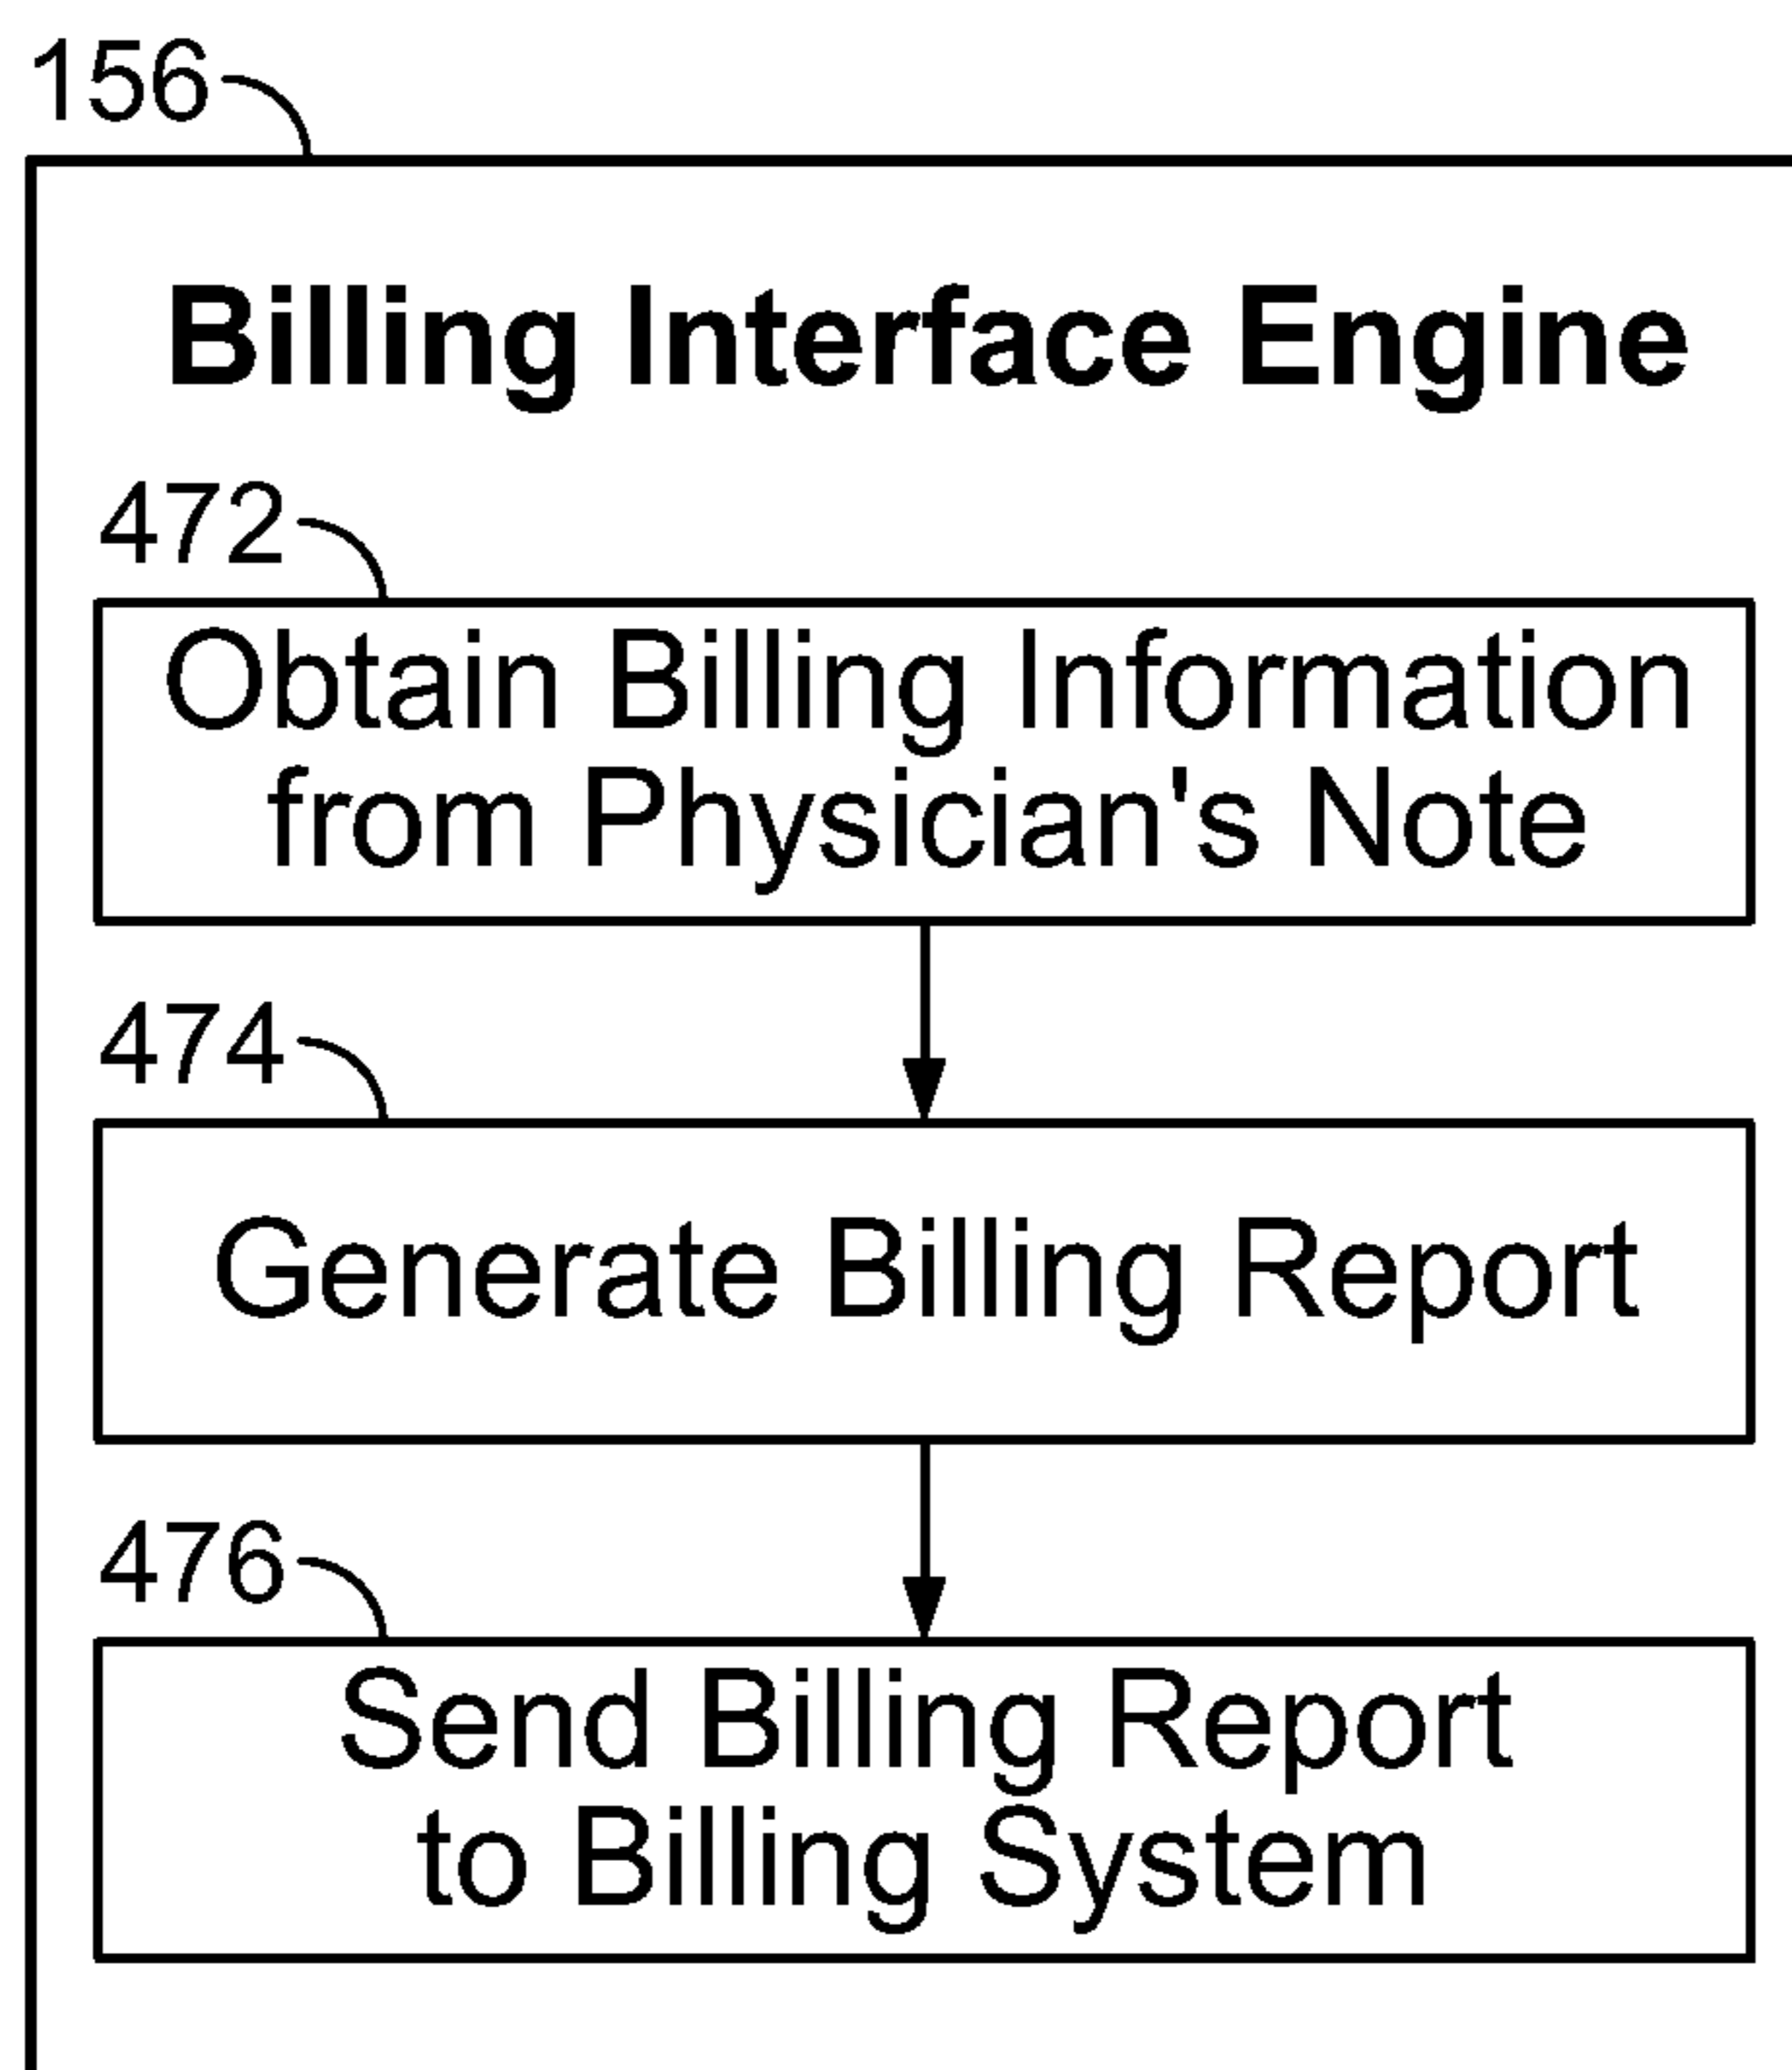 156
Billing Interface Engine
472
Obtain Billing Information
from Physician's Note
474
Generate Billing Report
476
Send Billing Report
to Billing System